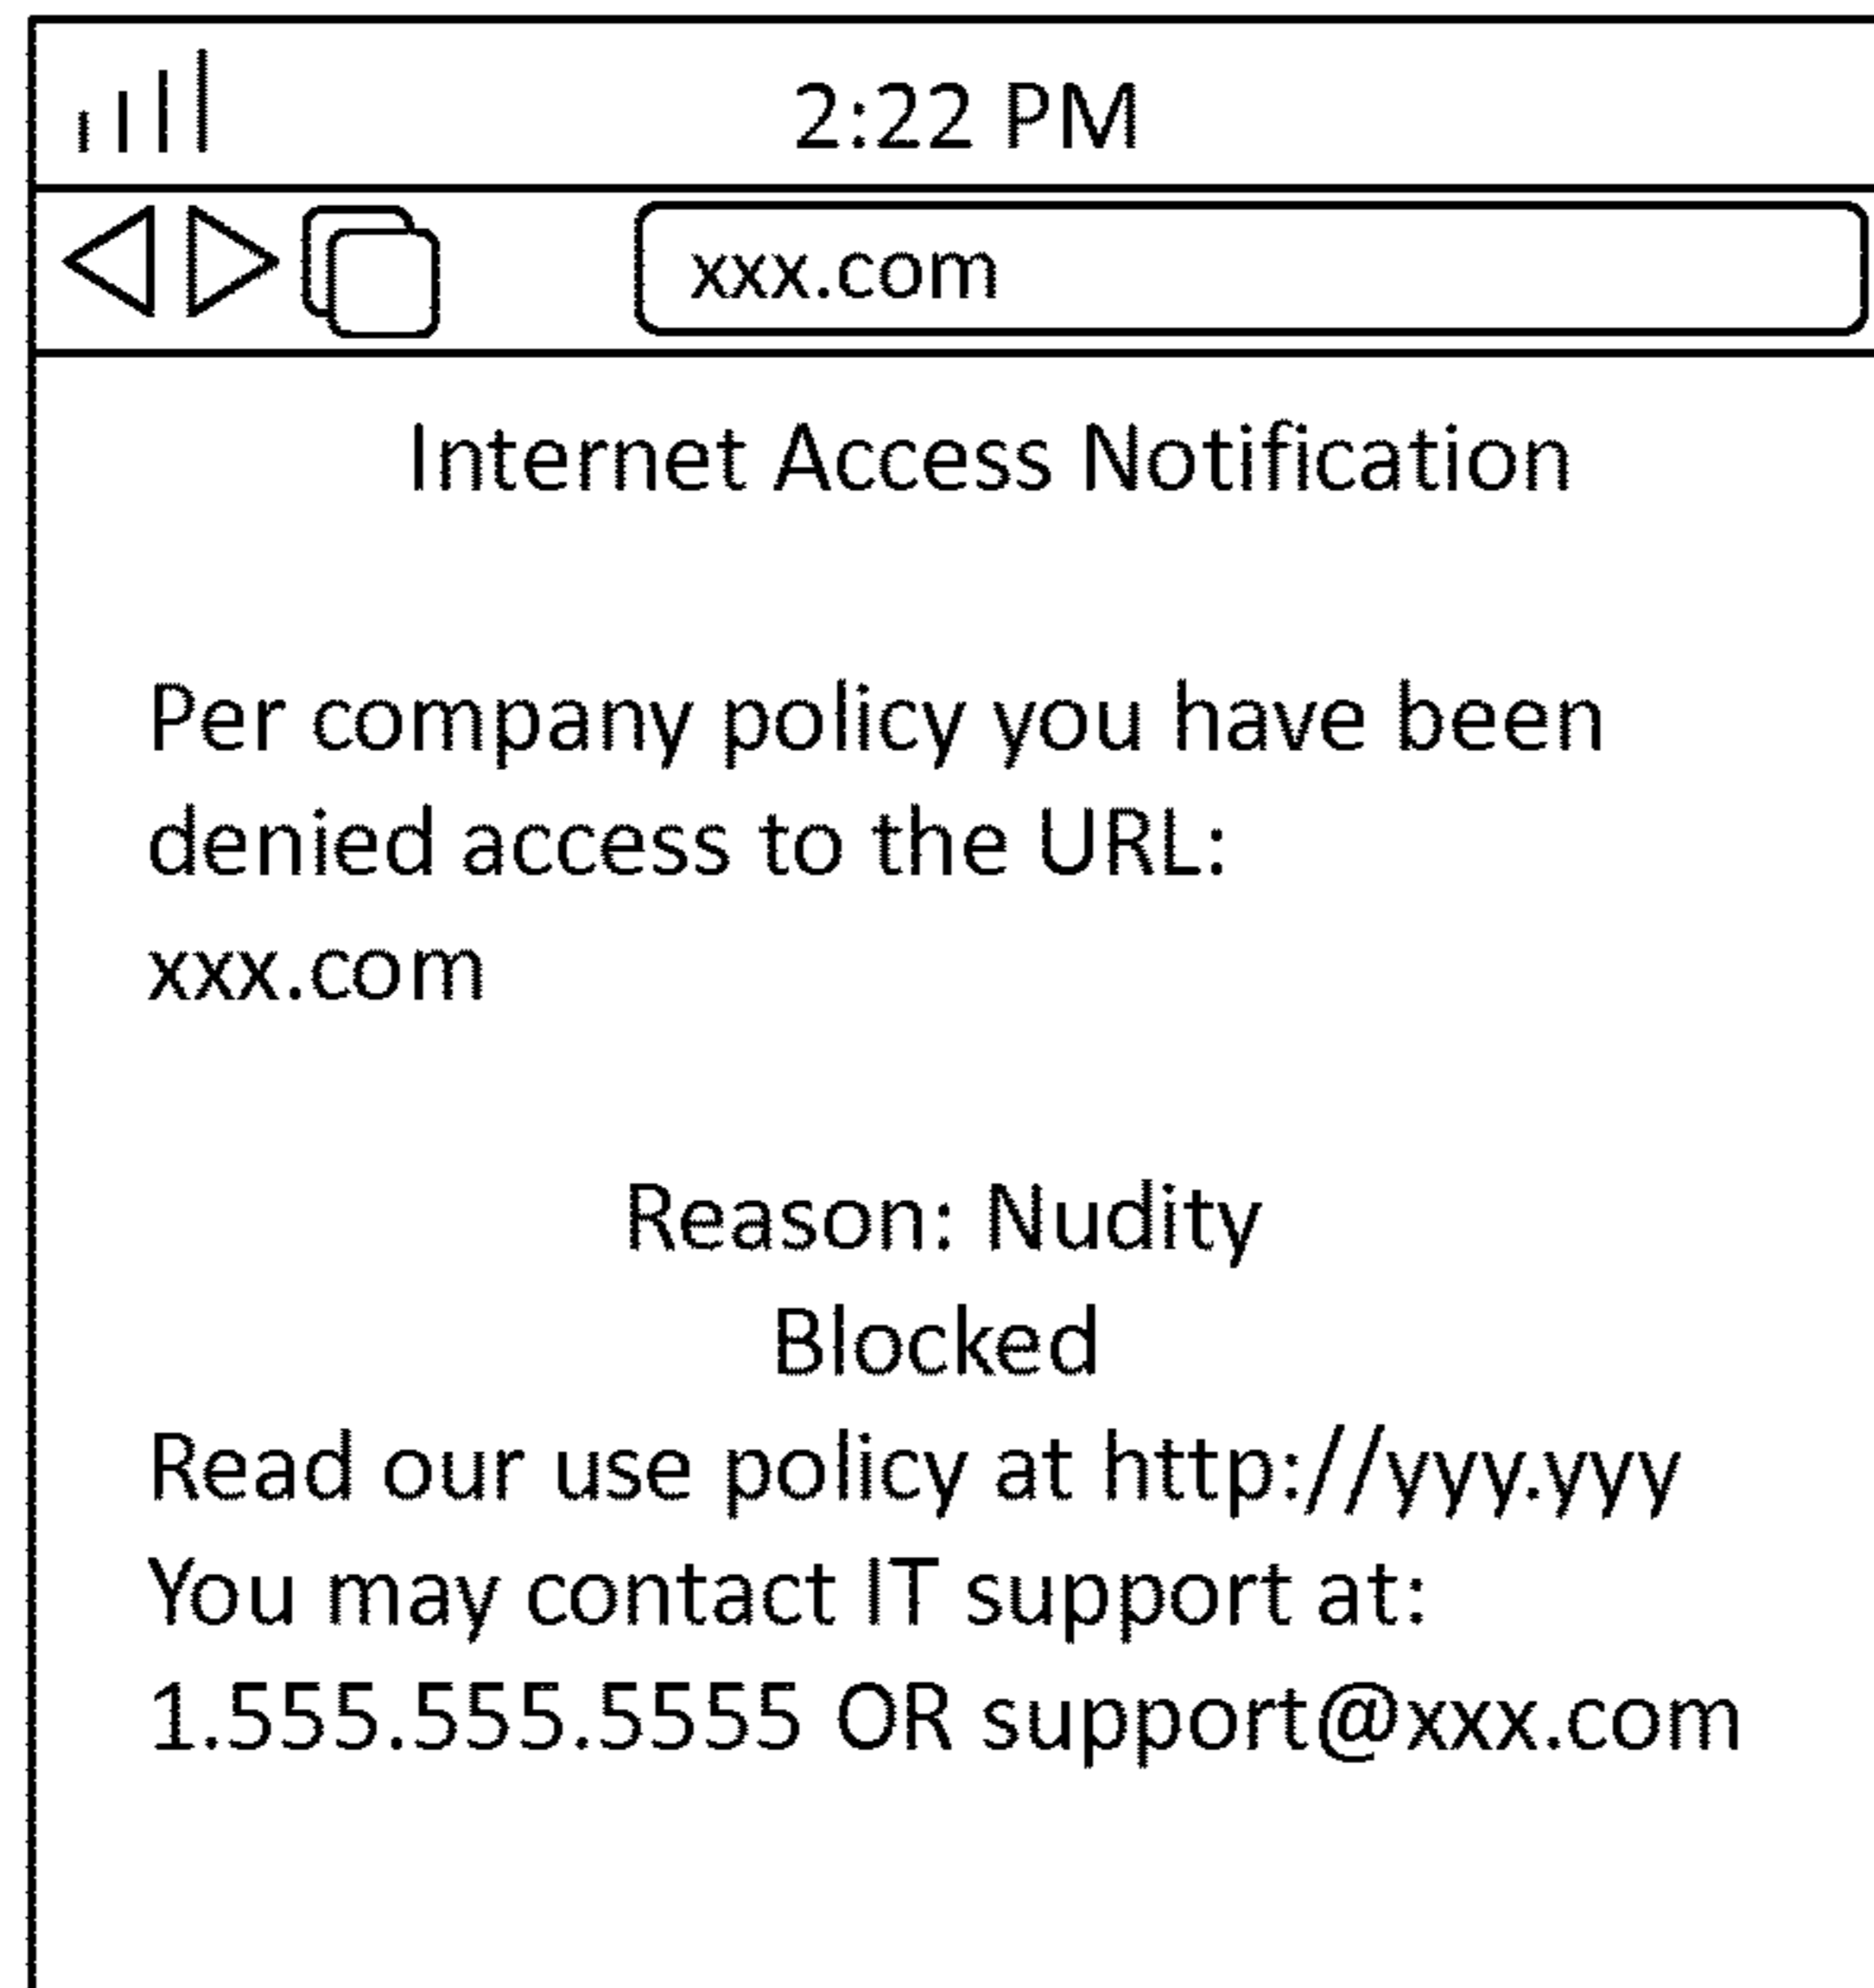 2:22 PM
xxx.com
Internet Access Notification
Per company policy you have been
denied access to the URL:
xxx.com
Reason: Nudity
Blocked
Read our use policy at http://yyy.yyy
You may contact IT support at:
1.555.555.5555 OR support@xxx.com